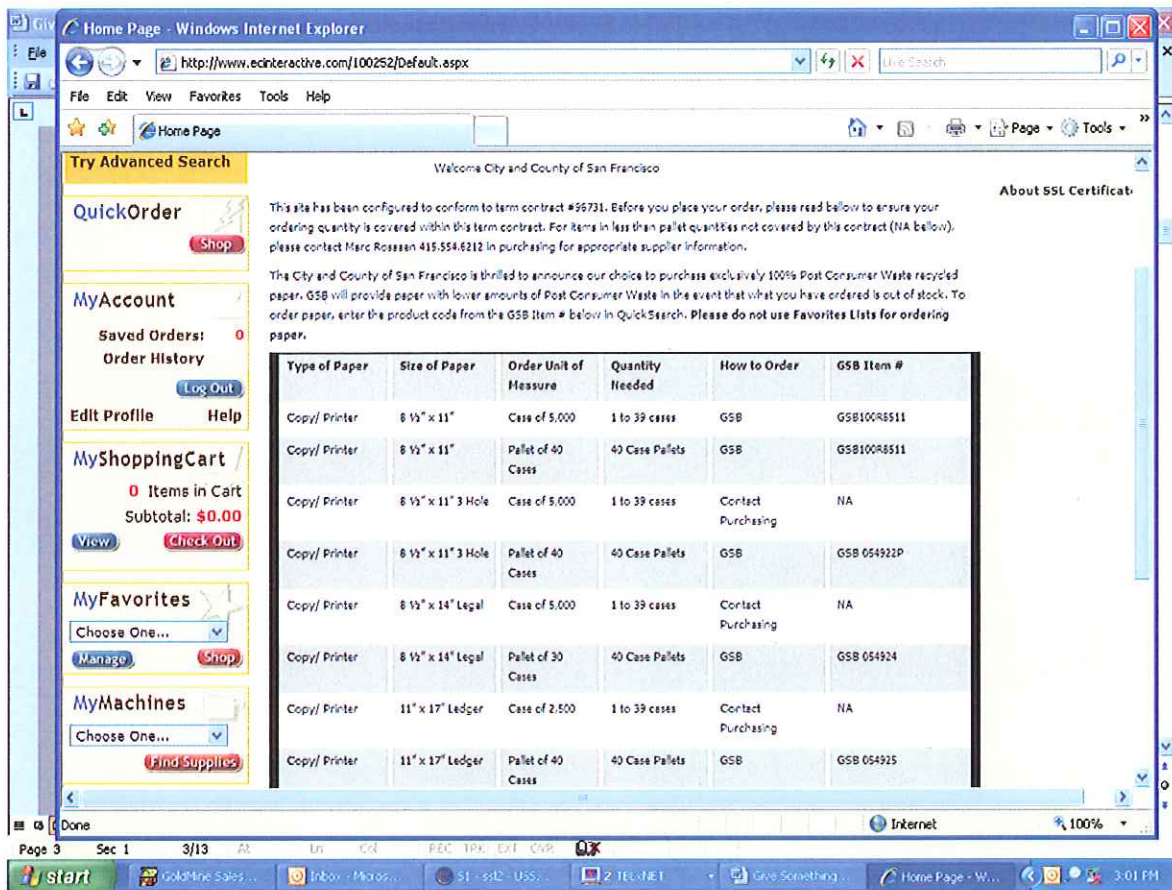 Giv
Home Page - Windows Internet Explorer
File
http://www.ecinteractive.com/100252/Default.aspx
Live Search
File Edit View Favorites Tools Help
Home Page
Page Tools
Try Advanced Search
Welcome City and County of San Francisco
About SSL Certificat
QuickOrder
Shop
This site has been configured to conform to term contract #56731. Before you place your order, please read below to ensure your
ordering quantity is covered within this term contract. For items in less than pallet quantities not covered by this contract (NA bellow),
please contact Marc Rosasen 415.554.6212 in purchasing for appropriate supplier information.
The City and County of San Francisco is thrilled to announce our choice to purchase exclusively 100% Post Consumer Waste recycled
paper. GSB will provide paper with lower amounts of Post Consumer Waste in the event that what you have ordered is out of stock. To
order paper, enter the product code from the GSB Item # below in QuickSearch. Please do not use Favorites Lists for ordering
paper.
MyAccount
Saved Orders: 0
Order History
Log Out
Edit Profile Help
MyShoppingCart
0 Items in Cart
Subtotal: $0.00
View Check Out
MyFavorites
Choose One...
Manage Shop
MyMachines
Choose One...
Find Supplies
Type of Paper Size of Paper Order Unit of Measure Quantity Needed How to Order GSB Item #
Copy/ Printer 8 ½" x 11" Case of 5,000 1 to 39 cases GSB GSB100R8511
Copy/ Printer 8 ½" x 11" Pallet of 40 Cases 40 Case Pallets GSB GSB100R8511
Copy/ Printer 8 ½" x 11" 3 Hole Case of 5,000 1 to 39 cases Contact Purchasing NA
Copy/ Printer 8 ½" x 11" 3 Hole Pallet of 40 Cases 40 Case Pallets GSB GSB 054922P
Copy/ Printer 8 ½" x 14" Legal Case of 5,000 1 to 39 cases Contact Purchasing NA
Copy/ Printer 8 ½" x 14" Legal Pallet of 30 Cases 40 Case Pallets GSB GSB 054924
Copy/ Printer 11" x 17" Ledger Case of 2,500 1 to 39 cases Contact Purchasing NA
Copy/ Printer 11" x 17" Ledger Pallet of 40 Cases 40 Case Pallets GSB GSB 054925
Done Internet 100%
Page 3 Sec 1 3/13 At Ln Col REC TRK EXT OVR
start GoldMine Sales... Inbox - Micros... S1 - ssl2 - USS... 2 TELxNET Give Something ... Home Page - W... 3:01 PM